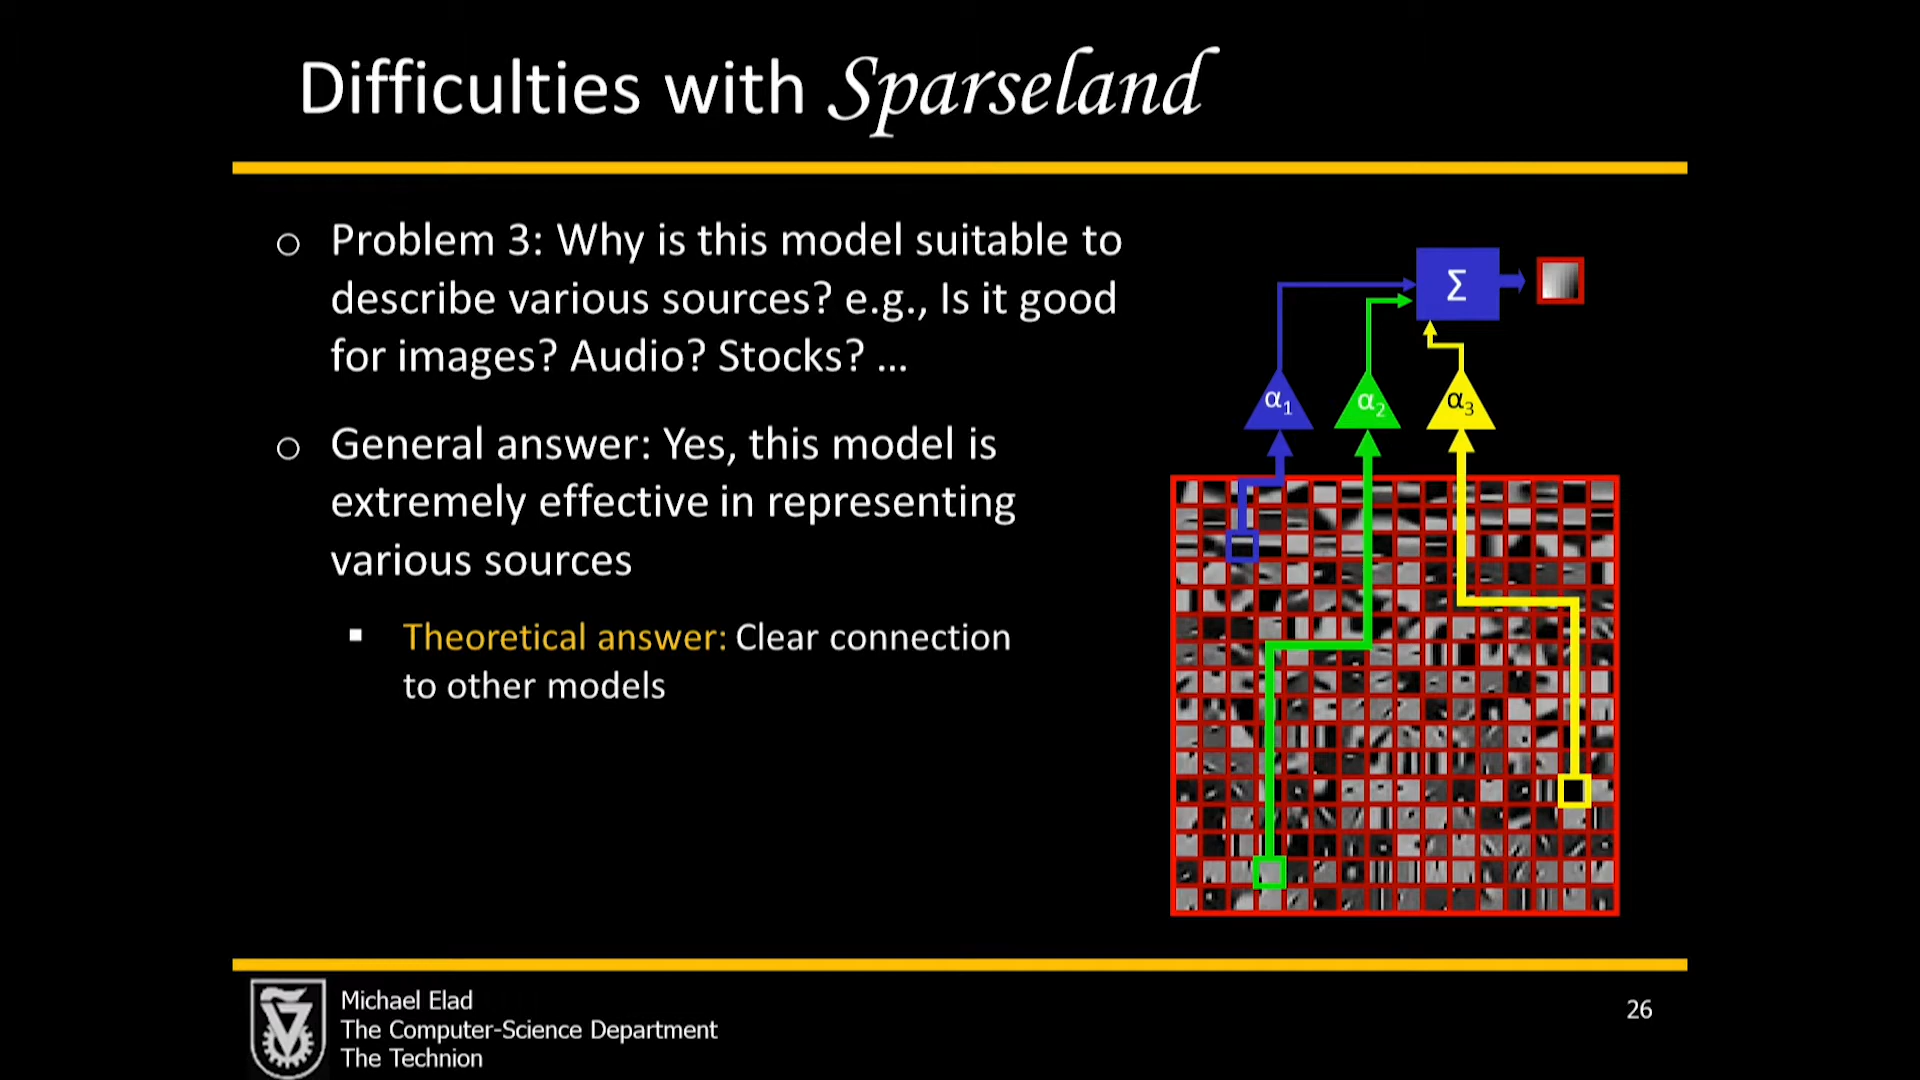 Difficulties with Sparseland
Problem 3: Why is this model suitable to
describe various sources? e.g., Is it good
for images? Audio? Stocks? …
General answer: Yes, this model is
extremely effective in representing
various sources
Theoretical answer: Clear connection
to other models
Σ
α1 α2 α3
Michael Elad
The Computer-Science Department
The Technion
26